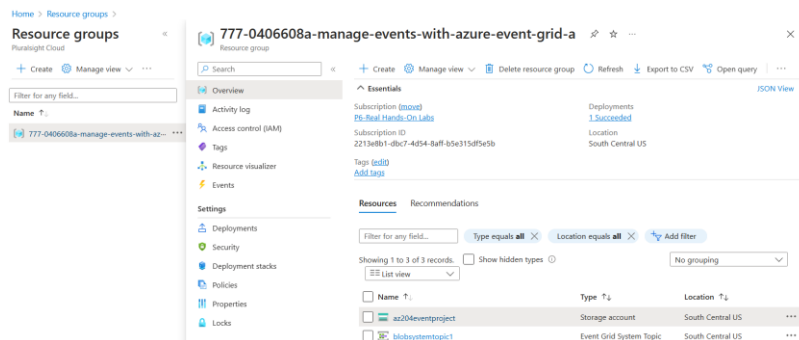 Home > Resource groups >
Resource groups
Pluralsight Cloud
Create Manage view ...
Filter for any field...
Name ↑↓
777-0406608a-manage-events-with-az... ...
777-0406608a-manage-events-with-azure-event-grid-a ...
Resource group
Search
Overview
Activity log
Access control (IAM)
Tags
Resource visualizer
Events
Settings
Deployments
Security
Deployment stacks
Policies
Properties
Locks
Create Manage view Delete resource group Refresh Export to CSV Open query ...
Essentials JSON View
Subscription (move) Deployments
P6-Real Hands-On Labs 1 Succeeded
Subscription ID Location
2213e8b1-dbc7-4d54-8aff-b5e315df5e5b South Central US
Tags (edit)
Add tags
Resources Recommendations
Filter for any field... Type equals all Location equals all Add filter
Showing 1 to 3 of 3 records. Show hidden types No grouping
List view
Name ↑ Type ↑↓ Location ↑↓
az204eventproject Storage account South Central US ...
blobsystemtopic1 Event Grid System Topic South Central US ...